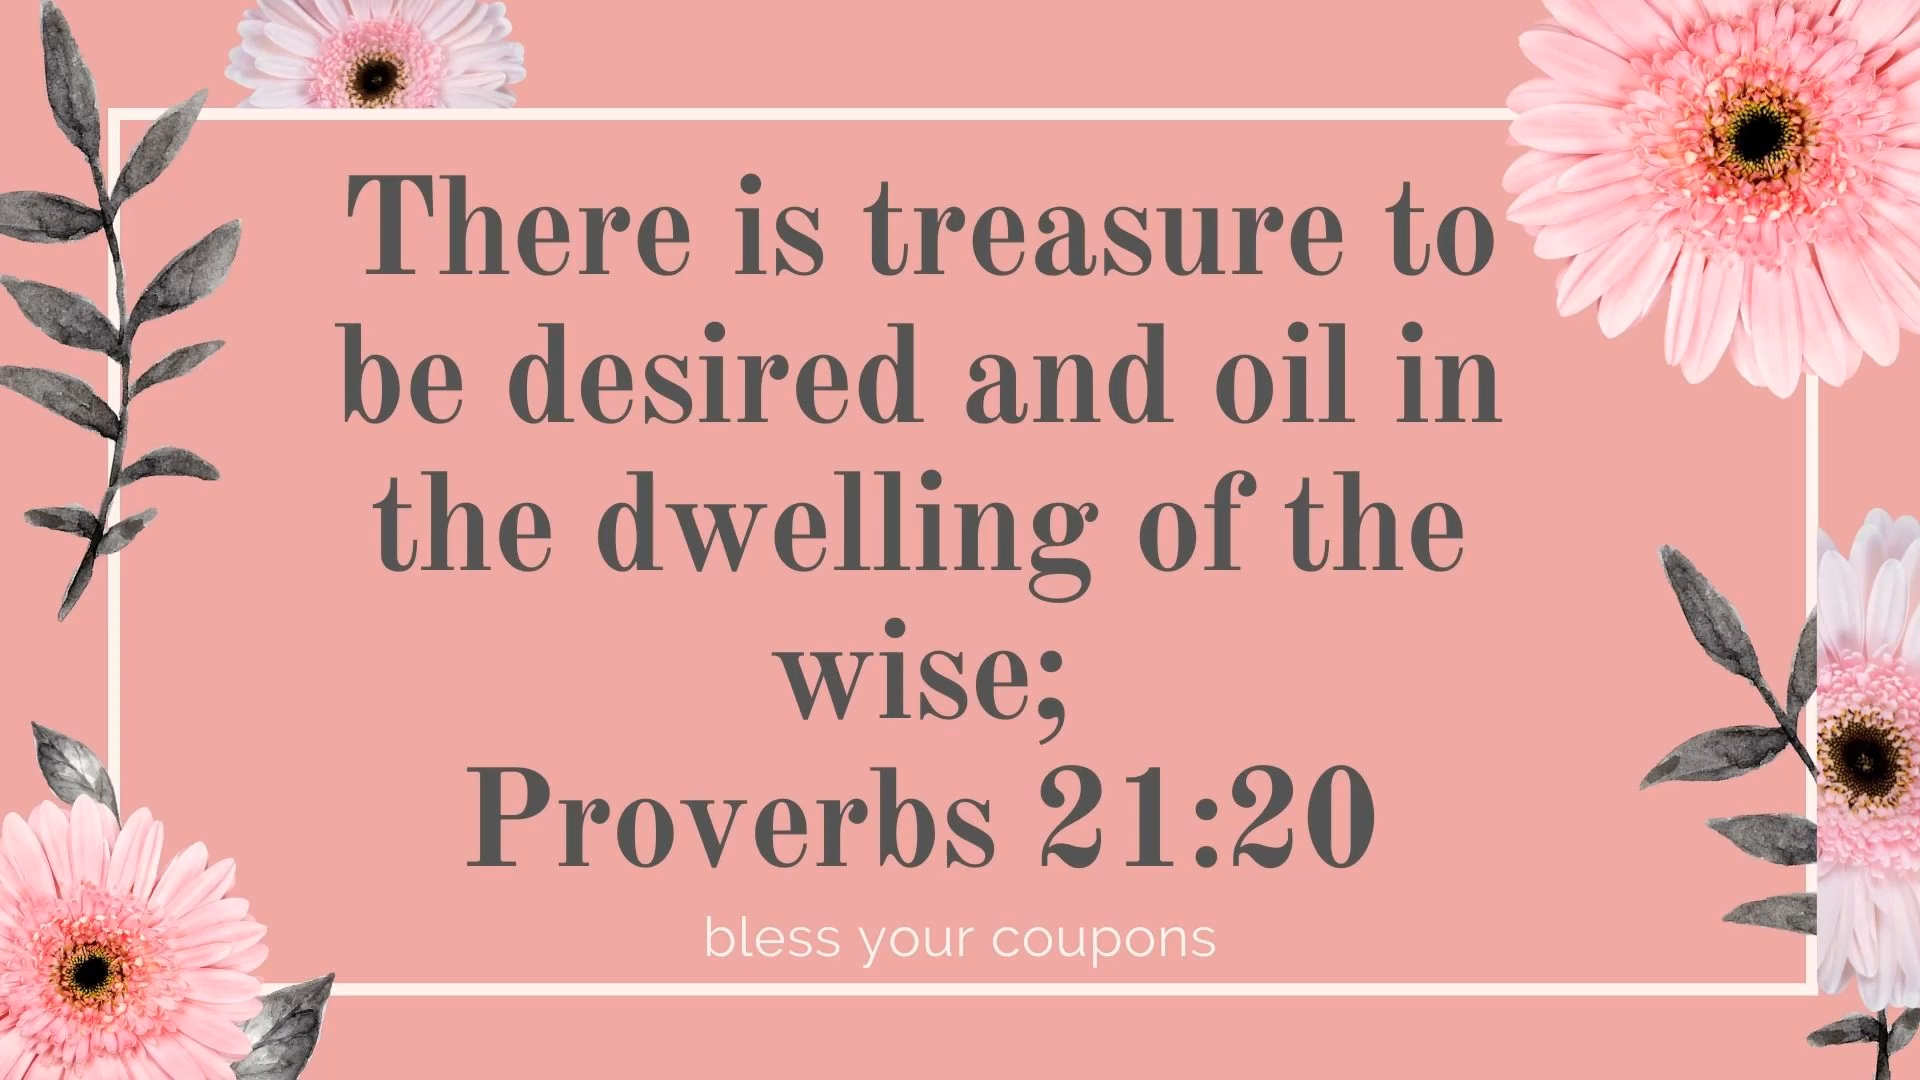 There is treasure to
be desired and oil in
the dwelling of the
wise;
Proverbs 21:20
bless your coupons